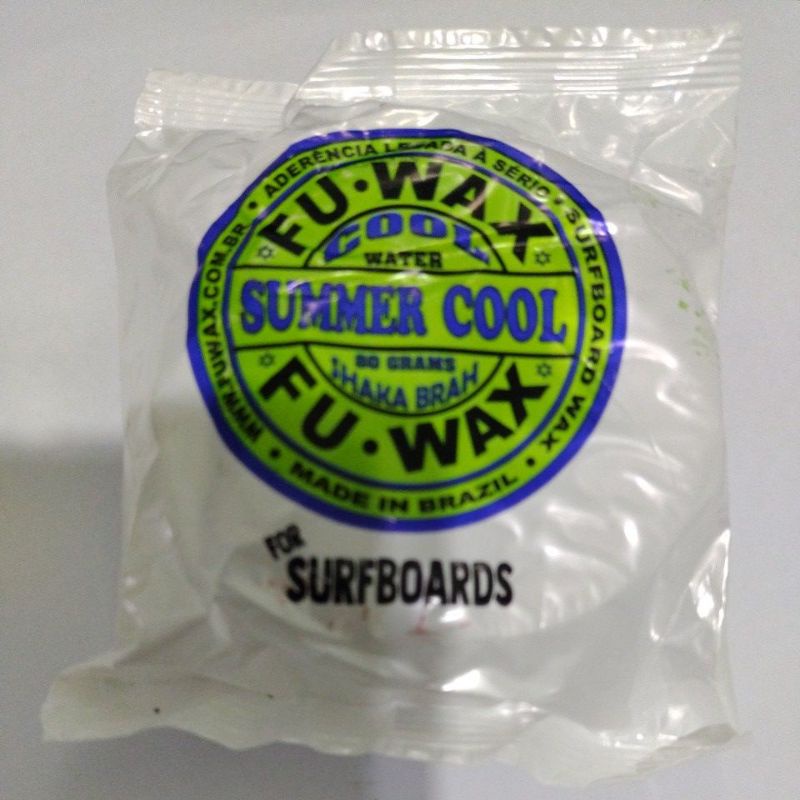 WWW.FUWAX.COM.BR • ADERÊNCIA LEVADA À SÉRIO • SURFBOARD WAX
FU•WAX
COOL
WATER
SUMMER COOL
80 GRAMS
SHAKA BRAH
FU•WAX
• MADE IN BRAZIL •
FOR
SURFBOARDS